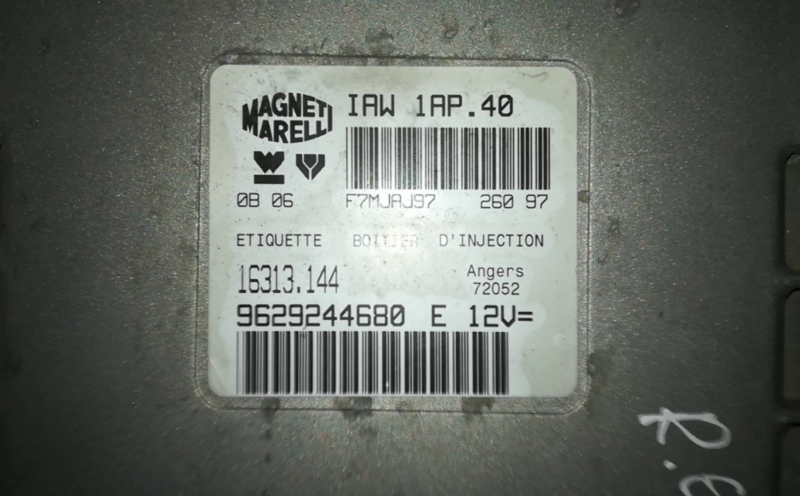 MAGNETI
MARELLI
IAW 1AP.40
0B 06 F7MJAJ97 260 97
ETIQUETTE BOITIER D'INJECTION
16313.144
Angers
72052
9629244680 E 12V=